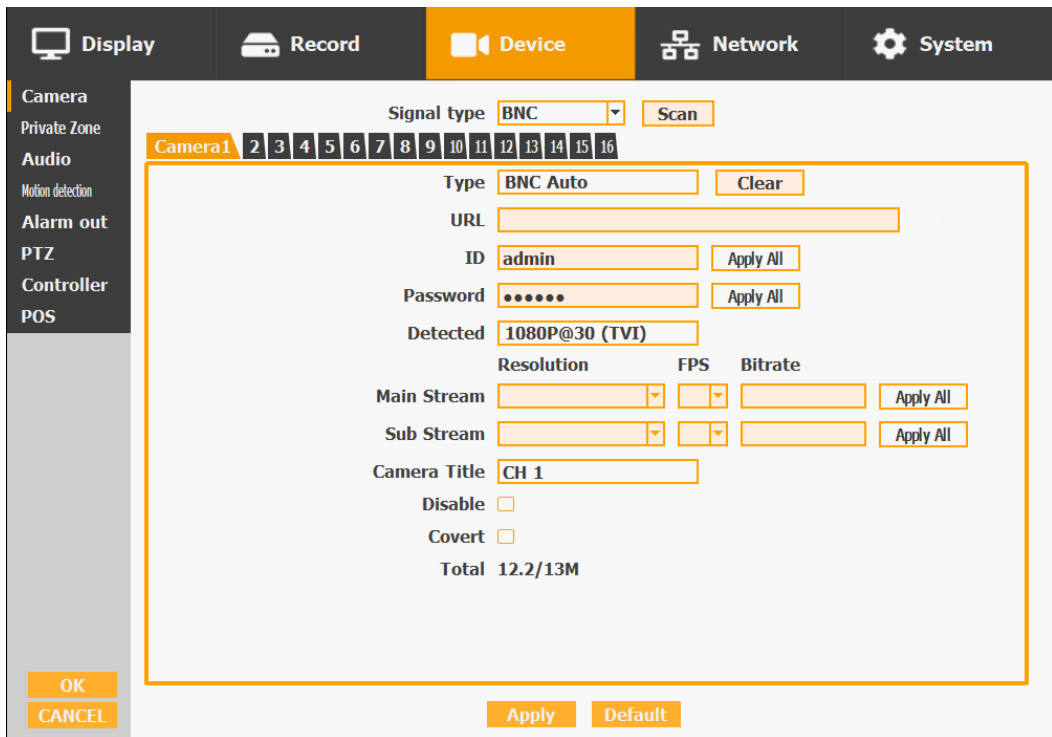 Display Record Device Network System
Camera
Private Zone
Audio
Motion detection
Alarm out
PTZ
Controller
POS
OK
CANCEL
Signal type BNC Scan
Camera1 2 3 4 5 6 7 8 9 10 11 12 13 14 15 16
Type BNC Auto Clear
URL
ID admin Apply All
Password ●●●●●● Apply All
Detected 1080P@30 (TVI)
Resolution FPS Bitrate
Main Stream Apply All
Sub Stream Apply All
Camera Title CH 1
Disable
Covert
Total 12.2/13M
Apply Default